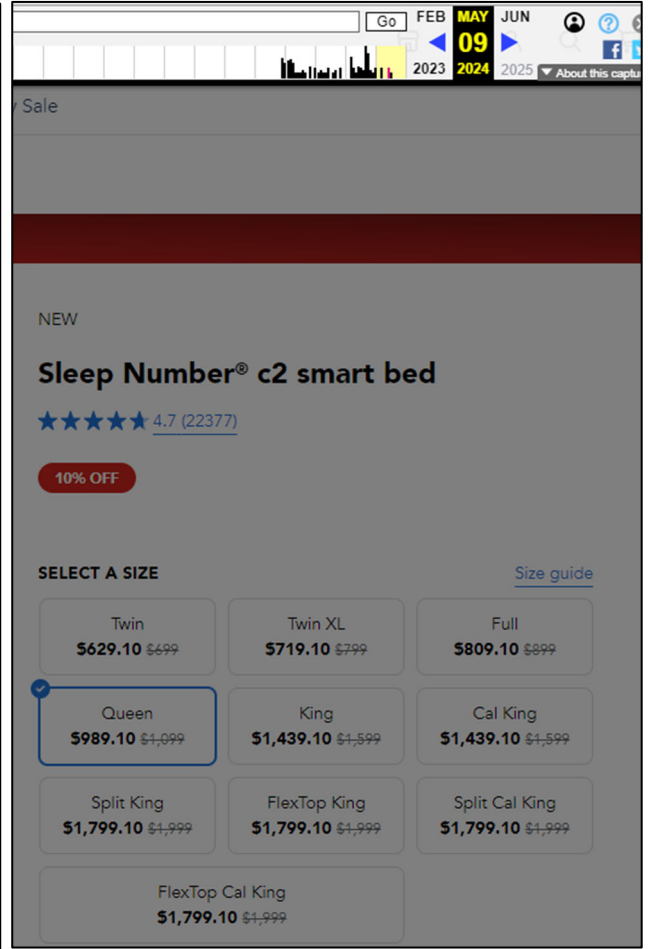 Go FEB MAY JUN
09
2023 2024 2025 ▼ About this captu
y Sale
NEW
Sleep Number® c2 smart bed
4.7 (22377)
10% OFF
SELECT A SIZE Size guide
Twin Twin XL Full
$629.10 $699 $719.10 $799 $809.10 $899
Queen King Cal King
$989.10 $1,099 $1,439.10 $1,599 $1,439.10 $1,599
Split King FlexTop King Split Cal King
$1,799.10 $1,999 $1,799.10 $1,999 $1,799.10 $1,999
FlexTop Cal King
$1,799.10 $1,999